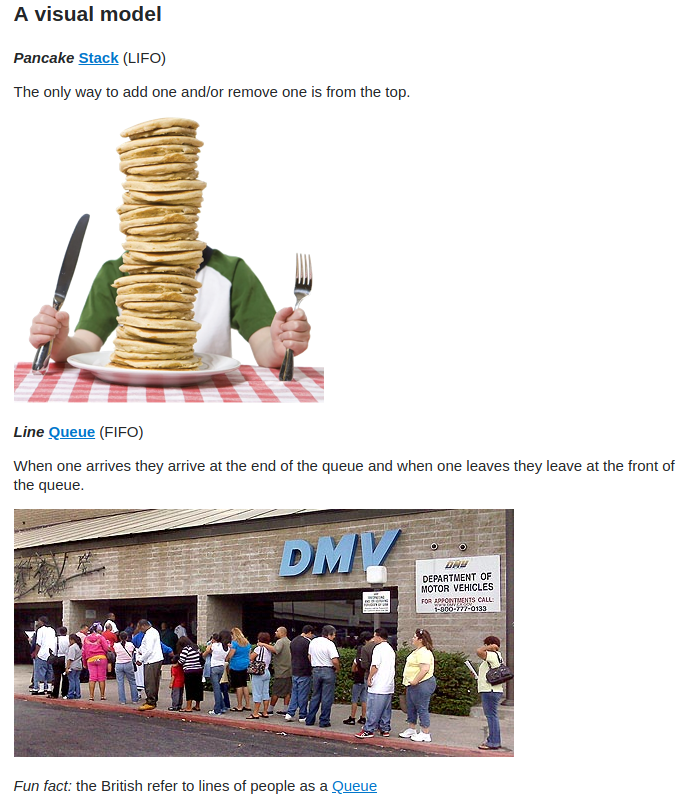 A visual model
Pancake Stack (LIFO)
The only way to add one and/or remove one is from the top.
Line Queue (FIFO)
When one arrives they arrive at the end of the queue and when one leaves they leave at the front of
the queue.
DMV
DMV
DEPARTMENT OF
MOTOR VEHICLES
FOR APPOINTMENTS CALL:
1-800-777-0133
Fun fact: the British refer to lines of people as a Queue